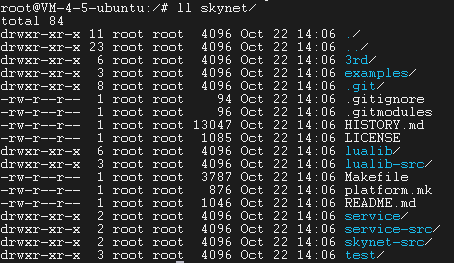 root@VM-4-5-ubuntu:/# ll skynet/
total 84
drwxr-xr-x 11 root root  4096 Oct 22 14:06 ./
drwxr-xr-x 23 root root  4096 Oct 22 14:06 ../
drwxr-xr-x  6 root root  4096 Oct 22 14:06 3rd/
drwxr-xr-x  3 root root  4096 Oct 22 14:06 examples/
drwxr-xr-x  8 root root  4096 Oct 22 14:06 .git/
-rw-r--r--  1 root root    94 Oct 22 14:06 .gitignore
-rw-r--r--  1 root root    96 Oct 22 14:06 .gitmodules
-rw-r--r--  1 root root 13047 Oct 22 14:06 HISTORY.md
-rw-r--r--  1 root root  1085 Oct 22 14:06 LICENSE
drwxr-xr-x  6 root root  4096 Oct 22 14:06 lualib/
drwxr-xr-x  3 root root  4096 Oct 22 14:06 lualib-src/
-rw-r--r--  1 root root  3787 Oct 22 14:06 Makefile
-rw-r--r--  1 root root   876 Oct 22 14:06 platform.mk
-rw-r--r--  1 root root  1046 Oct 22 14:06 README.md
drwxr-xr-x  2 root root  4096 Oct 22 14:06 service/
drwxr-xr-x  2 root root  4096 Oct 22 14:06 service-src/
drwxr-xr-x  2 root root  4096 Oct 22 14:06 skynet-src/
drwxr-xr-x  3 root root  4096 Oct 22 14:06 test/